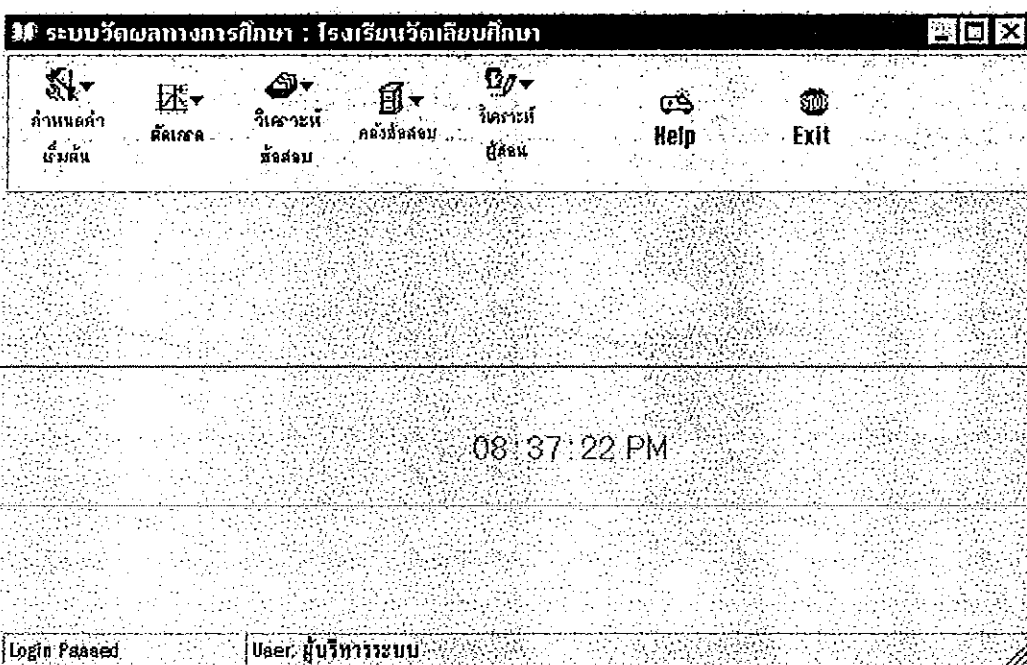 ระบบวัดผลทางการศึกษา : โรงเรียนวัดเลียบศึกษา
กำหนดค่า
เริ่มต้น
ตัดเกรด
วิเคราะห์
ข้อสอบ
คลังข้อสอบ
วิเคราะห์
ผู้สอน
Help
Exit
08:37:22 PM
Login Passed
User: ผู้บริหารระบบ